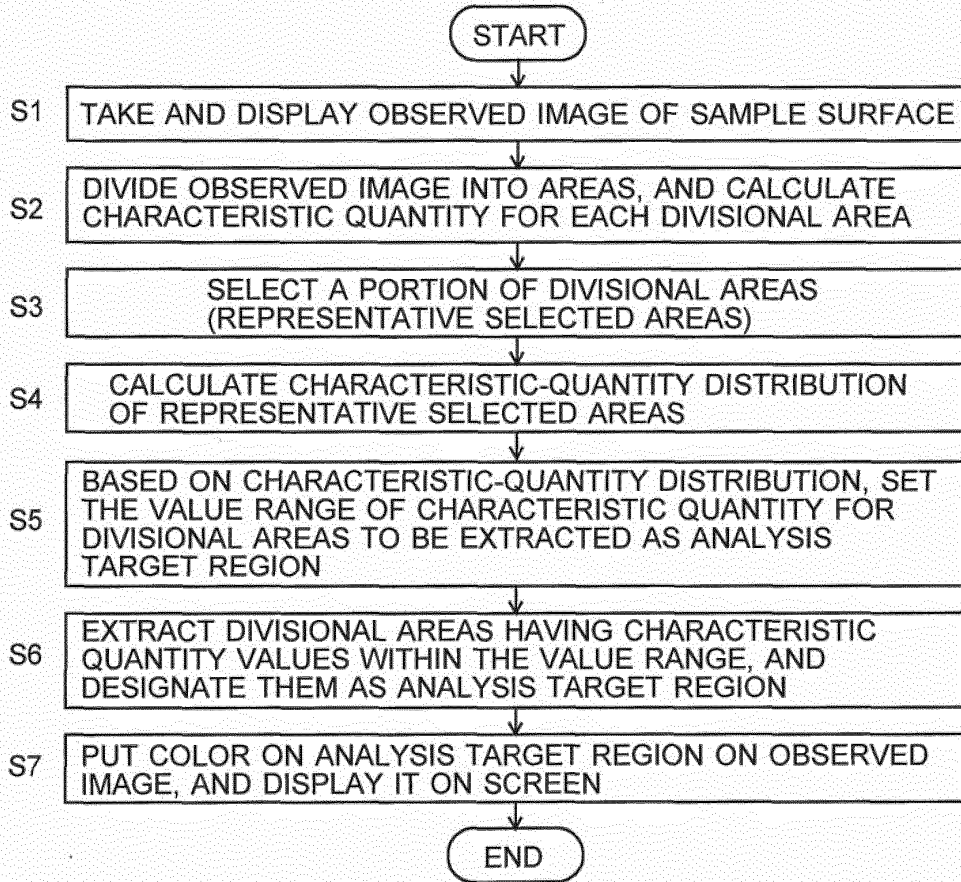 START
S1 TAKE AND DISPLAY OBSERVED IMAGE OF SAMPLE SURFACE
S2 DIVIDE OBSERVED IMAGE INTO AREAS, AND CALCULATE
CHARACTERISTIC QUANTITY FOR EACH DIVISIONAL AREA
S3 SELECT A PORTION OF DIVISIONAL AREAS
(REPRESENTATIVE SELECTED AREAS)
S4 CALCULATE CHARACTERISTIC-QUANTITY DISTRIBUTION
OF REPRESENTATIVE SELECTED AREAS
S5 BASED ON CHARACTERISTIC-QUANTITY DISTRIBUTION, SET
THE VALUE RANGE OF CHARACTERISTIC QUANTITY FOR
DIVISIONAL AREAS TO BE EXTRACTED AS ANALYSIS
TARGET REGION
S6 EXTRACT DIVISIONAL AREAS HAVING CHARACTERISTIC
QUANTITY VALUES WITHIN THE VALUE RANGE, AND
DESIGNATE THEM AS ANALYSIS TARGET REGION
S7 PUT COLOR ON ANALYSIS TARGET REGION ON OBSERVED
IMAGE, AND DISPLAY IT ON SCREEN
END